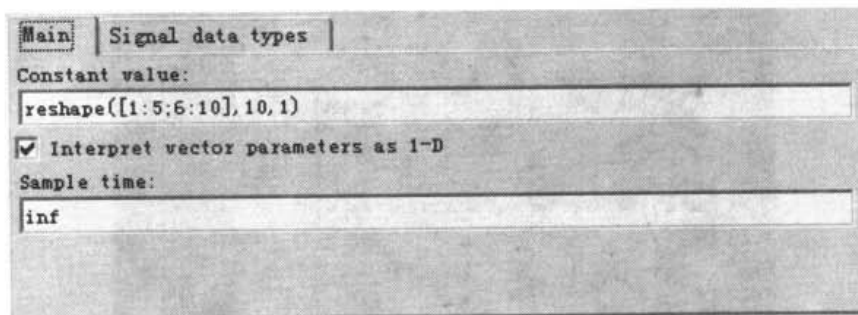 Main Signal data types
Constant value:
reshape([1:5;6:10],10,1)
Interpret vector parameters as 1-D
Sample time:
inf